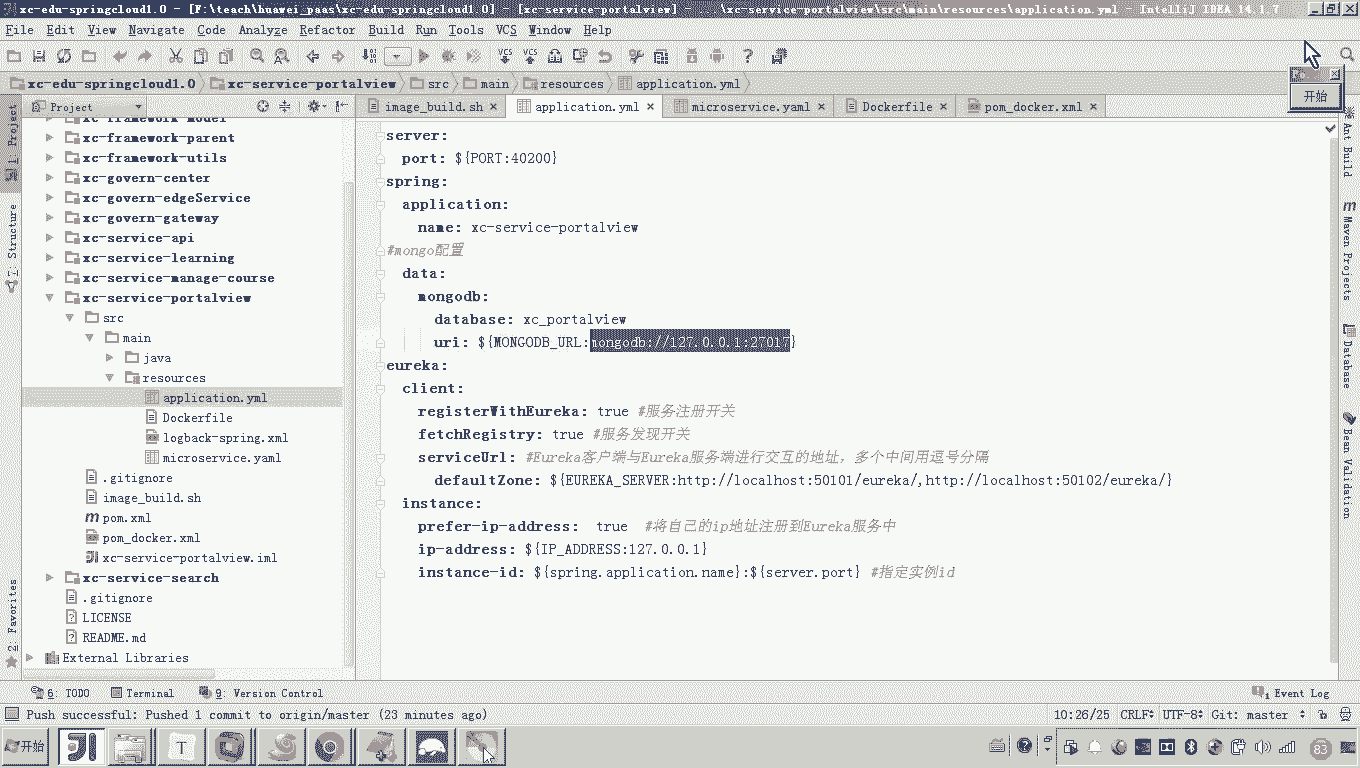 xc-edu-springcloud1.0 - [F:\teach\huawei_paas\xc-edu-springcloud1.0] - [xc-service-portalview] - ...\xc-service-portalview\src\main\resources\application.yml - IntelliJ IDEA 14.1.7
File Edit View Navigate Code Analyze Refactor Build Run Tools VCS Window Help
xc-edu-springcloud1.0 xc-service-portalview src main resources application.yml
开始
Project
image_build.sh application.yml microservice.yaml Dockerfile pom_docker.xml
xc-framework-model
xc-framework-parent
xc-framework-utils
xc-govern-center
xc-govern-edgeService
xc-govern-gateway
xc-service-api
xc-service-learning
xc-service-manage-course
xc-service-portalview
src
main
java
resources
application.yml
Dockerfile
logback-spring.xml
microservice.yaml
.gitignore
image_build.sh
pom.xml
pom_docker.xml
xc-service-portalview.iml
xc-service-search
.gitignore
LICENSE
README.md
External Libraries
server:
port: ${PORT:40200}
spring:
application:
name: xc-service-portalview
#mongo配置
data:
mongodb:
database: xc_portalview
uri: ${MONGODB_URL:mongodb://127.0.0.1:27017}
eureka:
client:
registerWithEureka: true #服务注册开关
fetchRegistry: true #服务发现开关
serviceUrl: #Eureka客户端与Eureka服务端进行交互的地址，多个中间用逗号分隔
defaultZone: ${EUREKA_SERVER:http://localhost:50101/eureka/,http://localhost:50102/eureka/}
instance:
prefer-ip-address: true #将自己的ip地址注册到Eureka服务中
ip-address: ${IP_ADDRESS:127.0.0.1}
instance-id: ${spring.application.name}:${server.port} #指定实例id
1: Project
7: Structure
2: Favorites
Ant Build
Maven Projects
Database
Bean Validation
6: TODO Terminal 9: Version Control 1 Event Log
Push successful: Pushed 1 commit to origin/master (23 minutes ago) 10:26/25 CRLF UTF-8 Git: master
开始 83